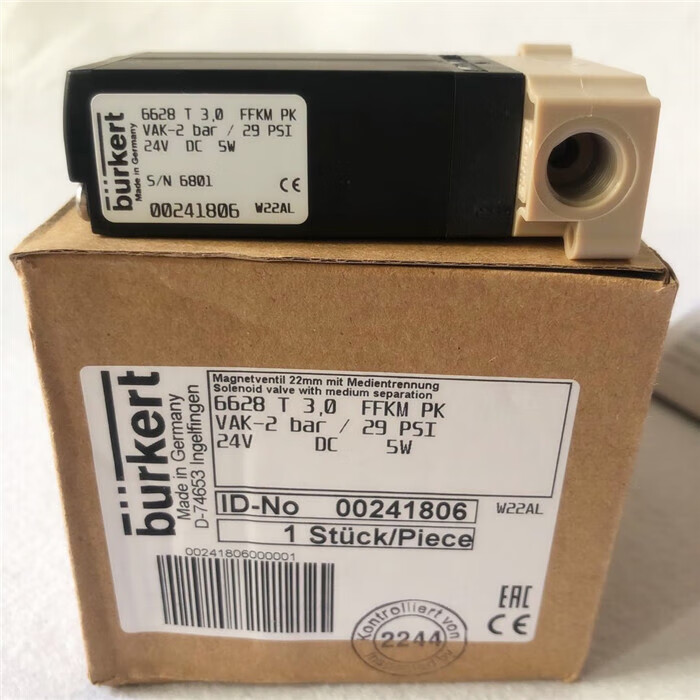 bürkert
Made in Germany
6628 T 3,0 FFKM PK
VAK-2 bar / 29 PSI
24V DC 5W
S/N 6801
CE
00241806
W22AL
bürkert
Made in Germany
D-74653 Ingelfingen
Magnetventil 22mm mit Medientrennung
Solenoid valve with medium separation
6628 T 3,0 FFKM PK
VAK-2 bar / 29 PSI
24V DC 5W
ID-No 00241806
W22AL
1 Stück/Piece
00241806000001
EAC
CE
Kontrolliert von
2244